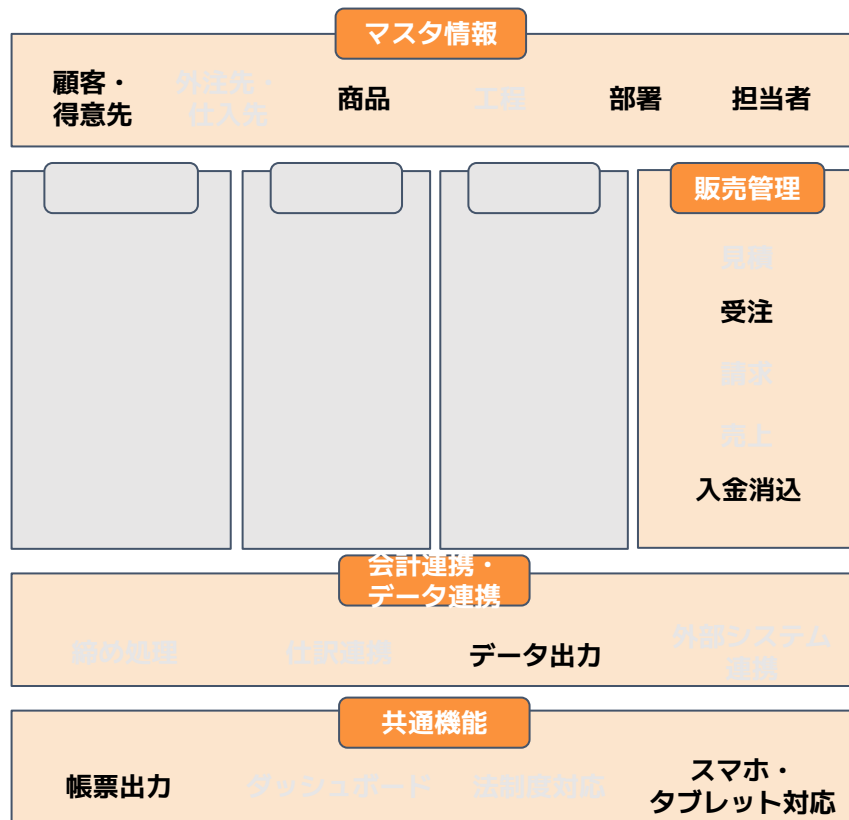 マスタ情報
顧客・
得意先
外注先・
仕入先
商品
工程
部署
担当者
販売管理
見積
受注
請求
売上
入金消込
会計連携・
データ連携
締め処理
仕訳連携
データ出力
外部システム
連携
共通機能
帳票出力
ダッシュボード
法制度対応
スマホ・
タブレット対応